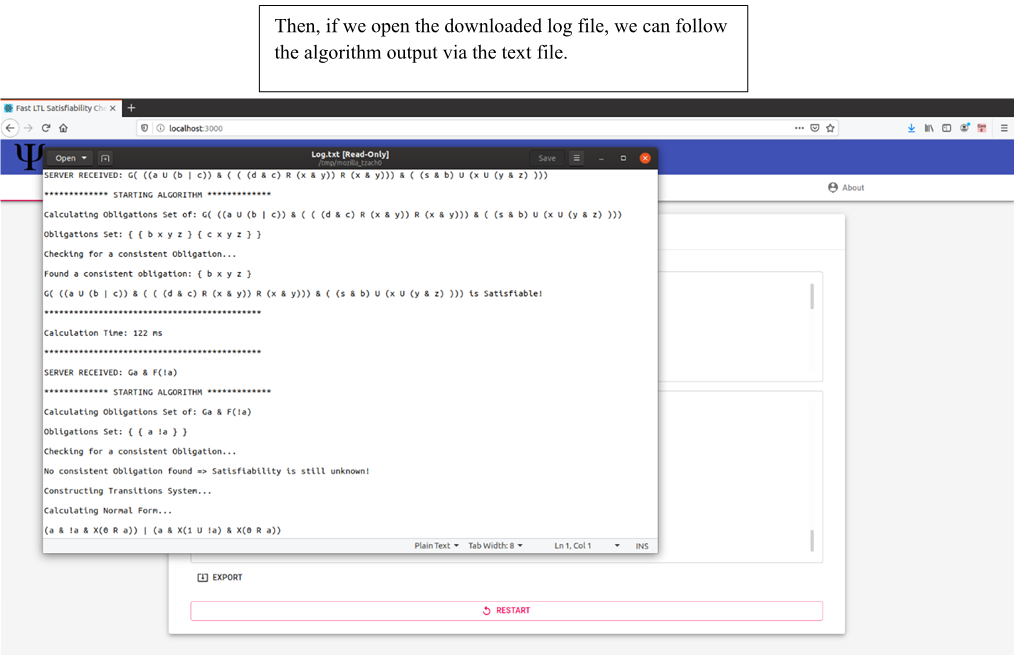 Then, if we open the downloaded log file, we can follow
the algorithm output via the text file.
Fast LTL Satisfiability Che
localhost:3000
Ψ
Open
Log.txt [Read-Only]
/tmp/mozilla_tzach0
Save
About
SERVER RECEIVED: G( ((a U (b | c)) & ( ( (d & c) R (x & y)) R (x & y))) & ( (s & b) U (x U (y & z) )))
************* STARTING ALGORITHM *************
Calculating Obligations Set of: G( ((a U (b | c)) & ( ( (d & c) R (x & y)) R (x & y))) & ( (s & b) U (x U (y & z) )))
Obligations Set: { { b x y z } { c x y z } }
Checking for a consistent Obligation...
Found a consistent obligation: { b x y z }
G( ((a U (b | c)) & ( ( (d & c) R (x & y)) R (x & y))) & ( (s & b) U (x U (y & z) ))) is Satisfiable!
********************************************
Calculation Time: 122 ms
********************************************
SERVER RECEIVED: Ga & F(!a)
************* STARTING ALGORITHM *************
Calculating Obligations Set of: Ga & F(!a)
Obligations Set: { { a !a } }
Checking for a consistent Obligation...
No consistent Obligation found => Satisfiability is still unknown!
Constructing Transitions System...
Calculating Normal Form...
(a & !a & X(0 R a)) | (a & X(1 U !a) & X(0 R a))
Plain Text Tab Width: 8 Ln 1, Col 1 INS
EXPORT
RESTART